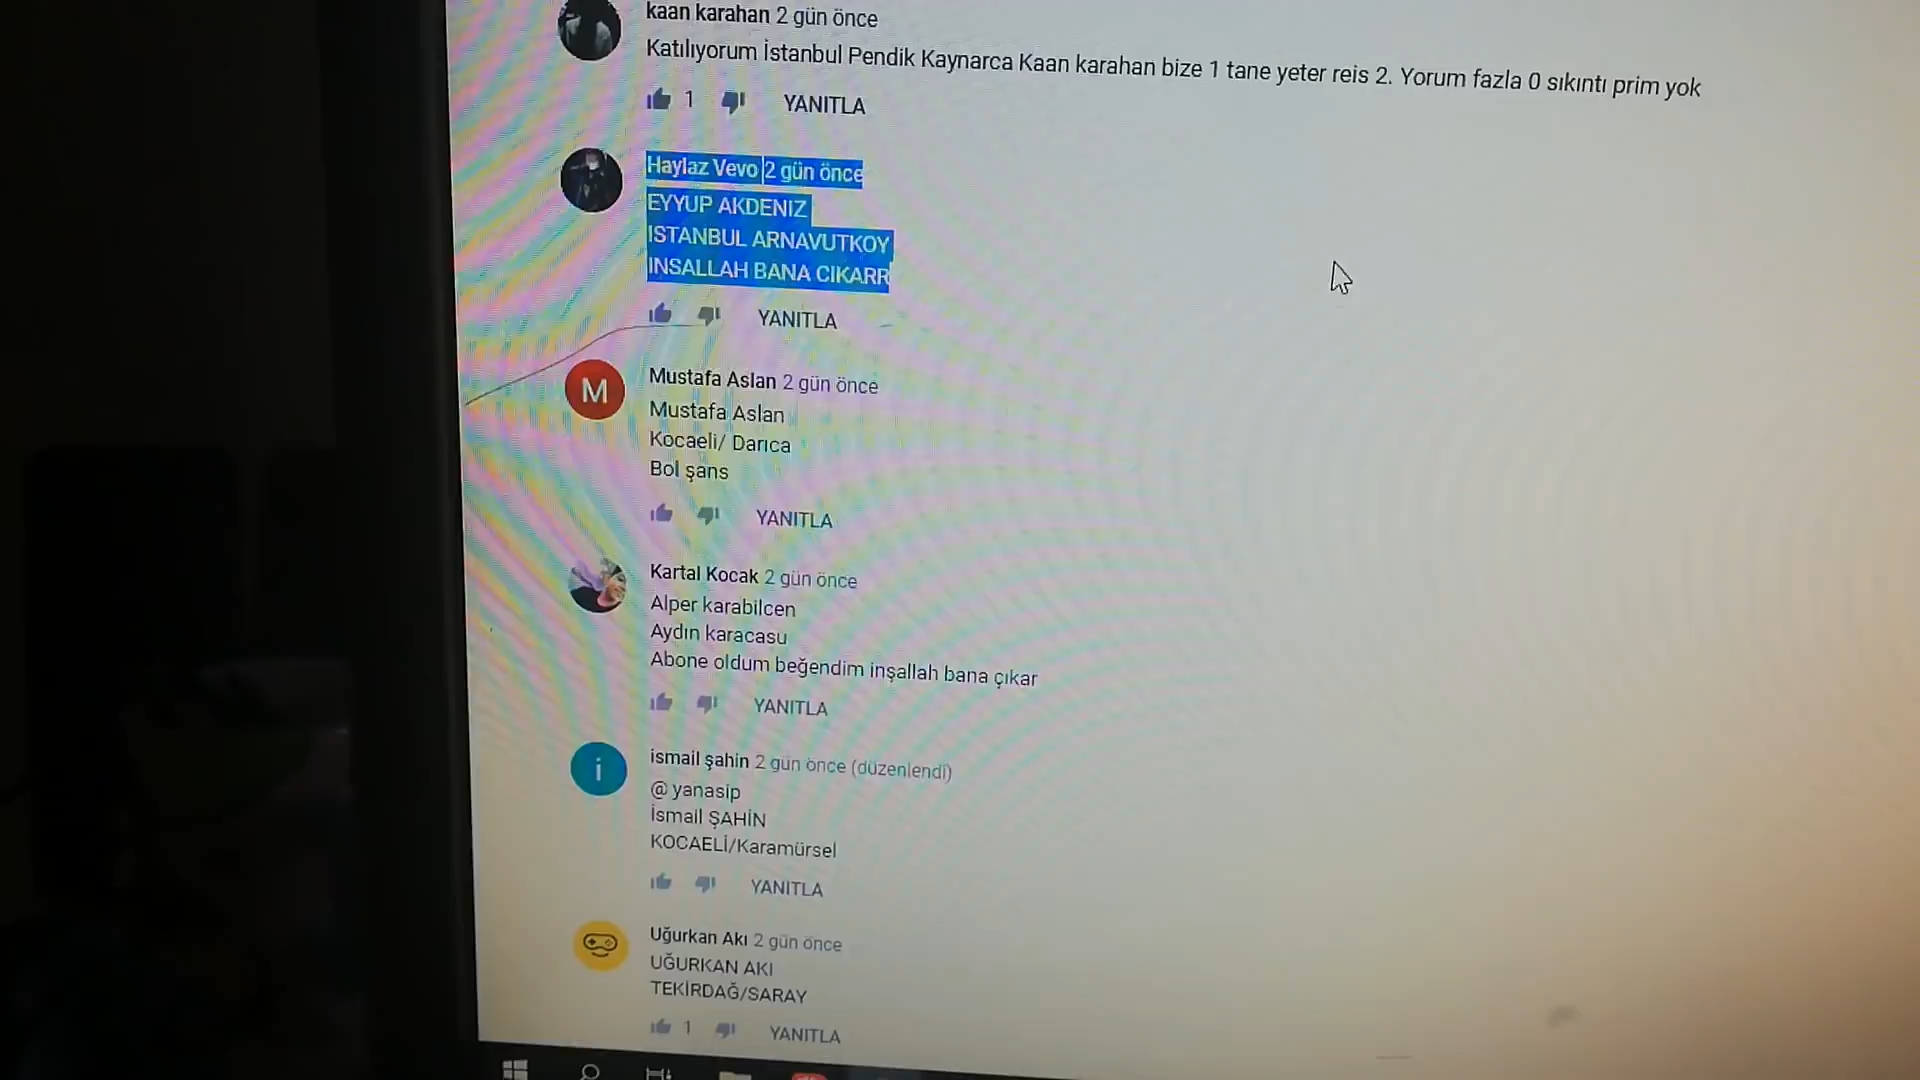 kaan karahan 2 gün önce
Katılıyorum İstanbul Pendik Kaynarca Kaan karahan bize 1 tane yeter reis 2. Yorum fazla 0 sıkıntı prim yok
1 YANITLA
Haylaz Vevo 2 gün önce
EYYUP AKDENIZ
ISTANBUL ARNAVUTKOY
INSALLAH BANA CIKARR
YANITLA
M
Mustafa Aslan 2 gün önce
Mustafa Aslan
Kocaeli/ Darıca
Bol şans
YANITLA
Kartal Kocak 2 gün önce
Alper karabilcen
Aydın karacasu
Abone oldum beğendim inşallah bana çıkar
YANITLA
i
ismail şahin 2 gün önce (düzenlendi)
@ yanasip
İsmail ŞAHİN
KOCAELİ/Karamürsel
YANITLA
Uğurkan Akı 2 gün önce
UĞURKAN AKI
TEKİRDAĞ/SARAY
1 YANITLA